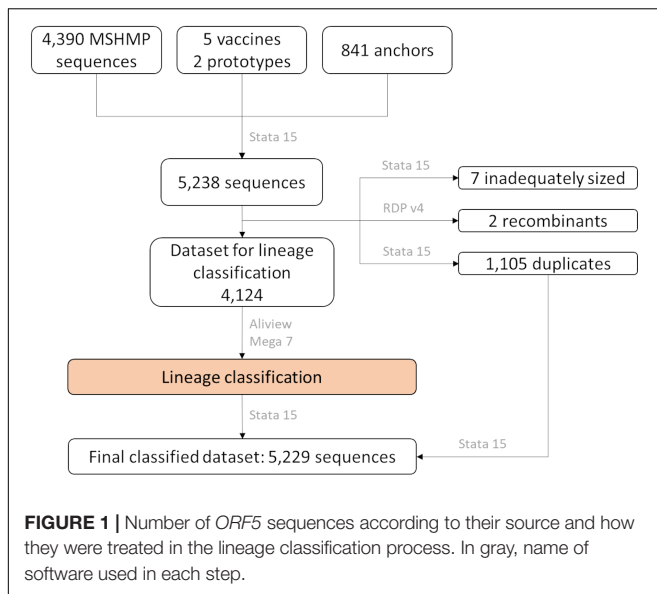 4,390 MSHMP
sequences
5 vaccines
2 prototypes
841 anchors
Stata 15
5,238 sequences
Stata 15
7 inadequately sized
RDP v4
2 recombinants
Stata 15
1,105 duplicates
Dataset for lineage
classification
4,124
Aliview
Mega 7
Lineage classification
Stata 15
Stata 15
Final classified dataset: 5,229 sequences
FIGURE 1 | Number of ORF5 sequences according to their source and how
they were treated in the lineage classification process. In gray, name of
software used in each step.